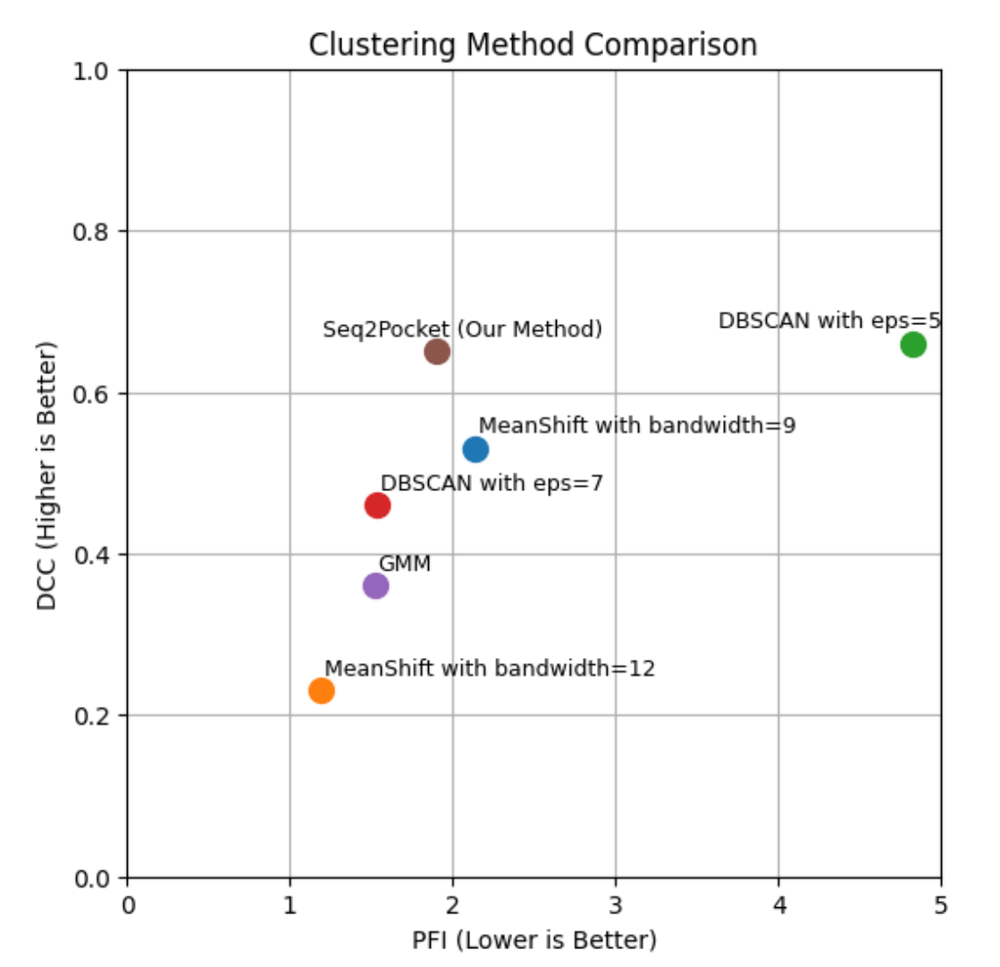 Clustering Method Comparison
1.0
0.8
0.6
0.4
0.2
0.0
DCC (Higher is Better)
Seq2Pocket (Our Method)
DBSCAN with eps=5
MeanShift with bandwidth=9
DBSCAN with eps=7
GMM
MeanShift with bandwidth=12
0 1 2 3 4 5
PFI (Lower is Better)